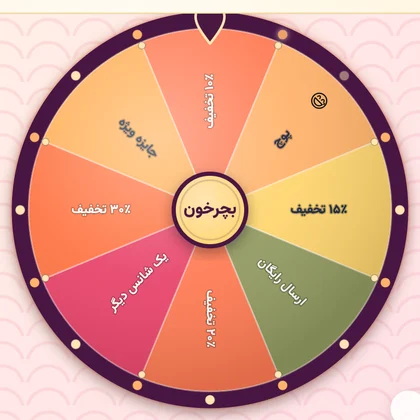 ۱۰٪ تخفیف
پوچ
۱۵٪ تخفیف
ارسال رایگان
۲۰٪ تخفیف
یک شانس دیگر
۳۰٪ تخفیف
جایزه ویژه
بچرخون